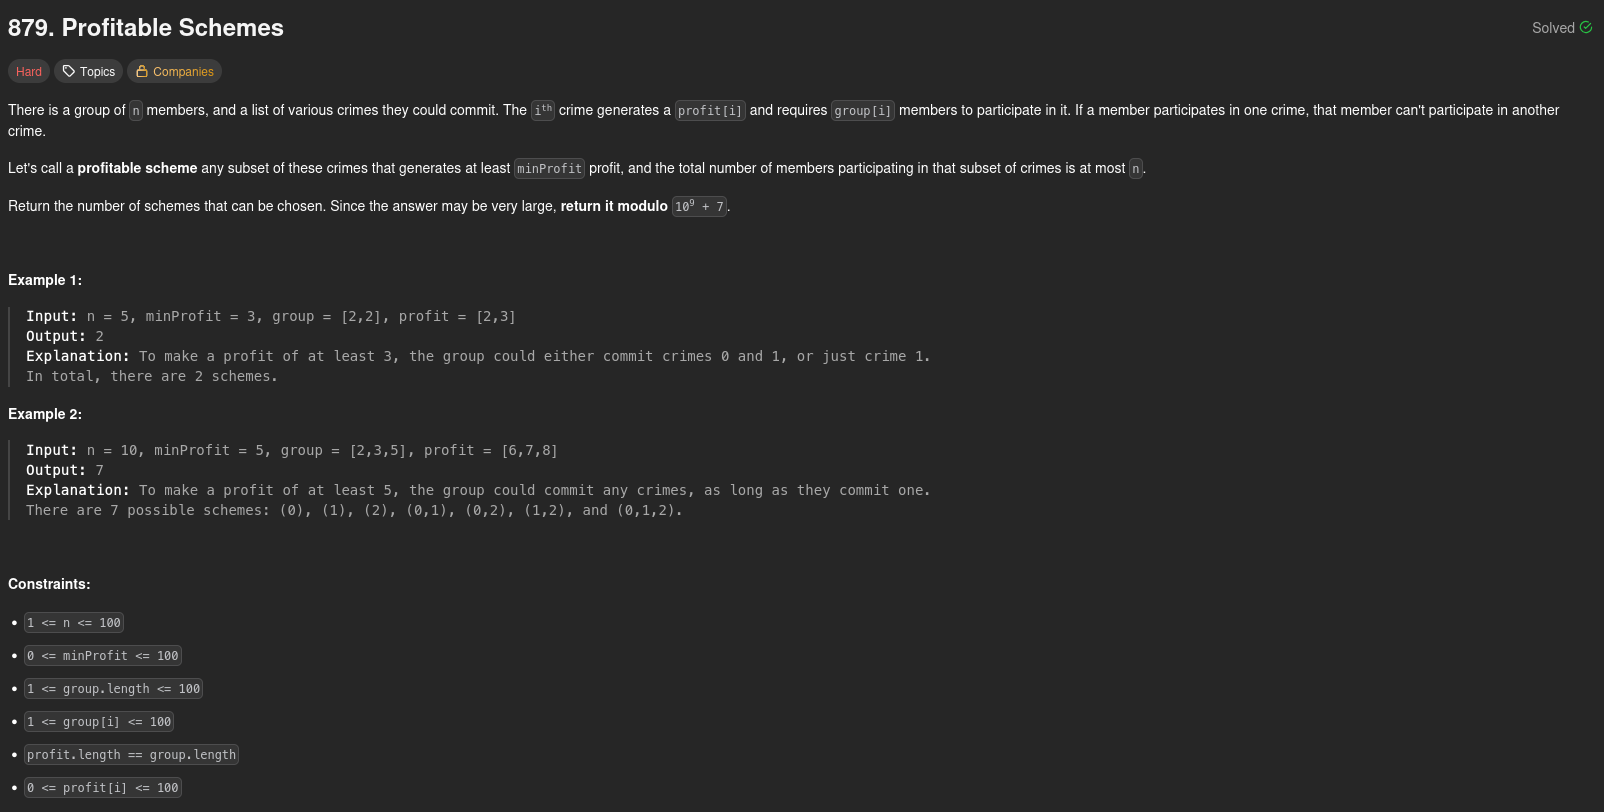 879. Profitable Schemes
Solved
Hard Topics Companies
There is a group of n members, and a list of various crimes they could commit. The ith crime generates a profit[i] and requires group[i] members to participate in it. If a member participates in one crime, that member can't participate in another
crime.
Let's call a profitable scheme any subset of these crimes that generates at least minProfit profit, and the total number of members participating in that subset of crimes is at most n.
Return the number of schemes that can be chosen. Since the answer may be very large, return it modulo 10⁹ + 7.
Example 1:
Input: n = 5, minProfit = 3, group = [2,2], profit = [2,3]
Output: 2
Explanation: To make a profit of at least 3, the group could either commit crimes 0 and 1, or just crime 1.
In total, there are 2 schemes.
Example 2:
Input: n = 10, minProfit = 5, group = [2,3,5], profit = [6,7,8]
Output: 7
Explanation: To make a profit of at least 5, the group could commit any crimes, as long as they commit one.
There are 7 possible schemes: (0), (1), (2), (0,1), (0,2), (1,2), and (0,1,2).
Constraints:
• 1 <= n <= 100
• 0 <= minProfit <= 100
• 1 <= group.length <= 100
• 1 <= group[i] <= 100
• profit.length == group.length
• 0 <= profit[i] <= 100